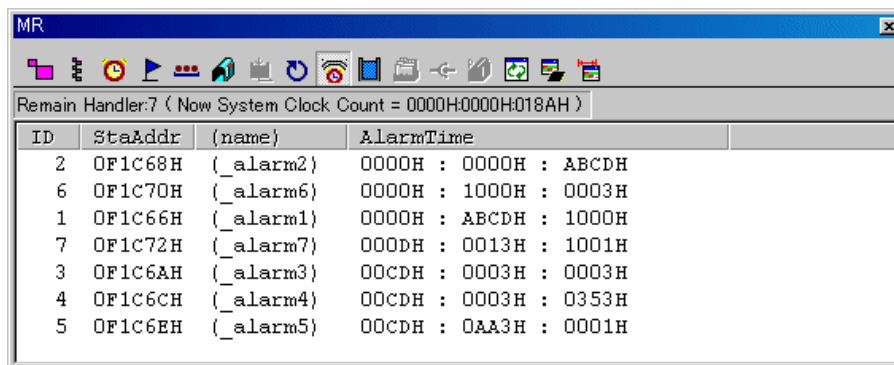 MR
Remain Handler:7 ( Now System Clock Count = 0000H:0000H:018AH )
ID StaAddr (name) AlarmTime
2 0F1C68H (_alarm2) 0000H : 0000H : ABCDH
6 0F1C70H (_alarm6) 0000H : 1000H : 0003H
1 0F1C66H (_alarm1) 0000H : ABCDH : 1000H
7 0F1C72H (_alarm7) 000DH : 0013H : 1001H
3 0F1C6AH (_alarm3) 00CDH : 0003H : 0003H
4 0F1C6CH (_alarm4) 00CDH : 0003H : 0353H
5 0F1C6EH (_alarm5) 00CDH : 0AA3H : 0001H